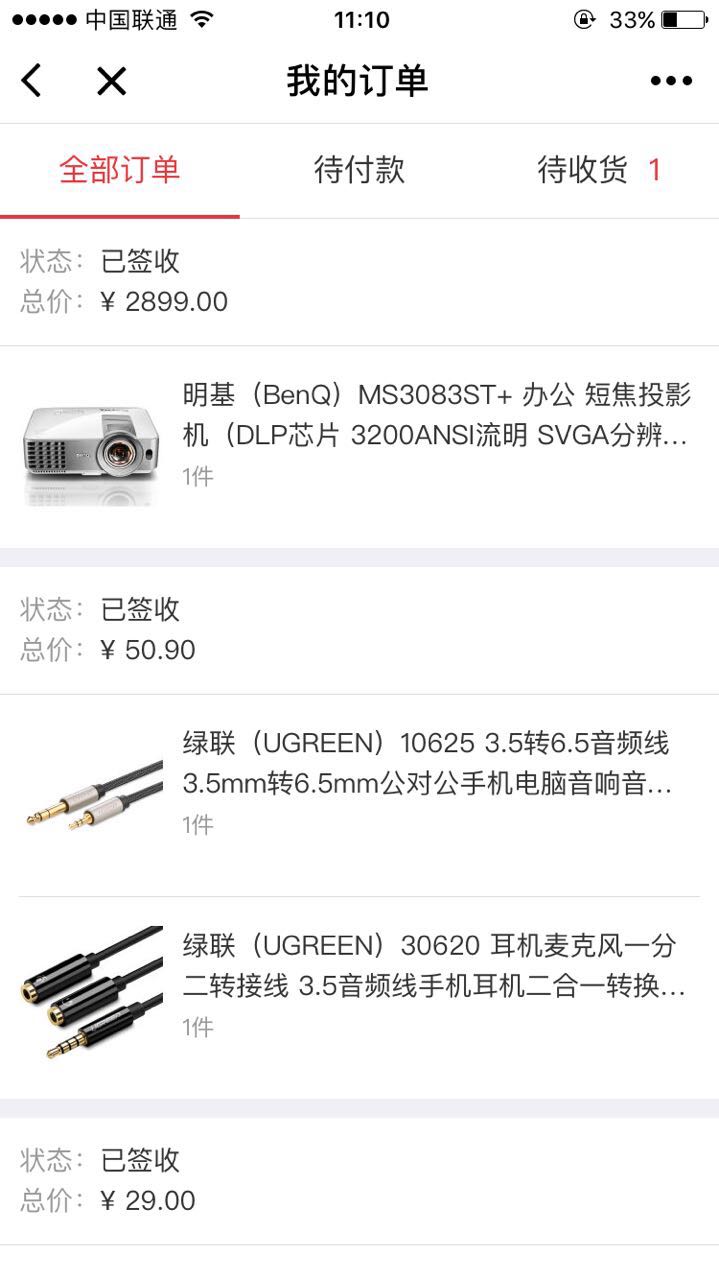 中国联通 11:10 33%
我的订单
全部订单 待付款 待收货 1
状态: 已签收
总价: ¥ 2899.00
明基（BenQ）MS3083ST+ 办公 短焦投影
机（DLP芯片 3200ANSI流明 SVGA分辨...
1件
状态: 已签收
总价: ¥ 50.90
绿联（UGREEN）10625 3.5转6.5音频线
3.5mm转6.5mm公对公手机电脑音响音...
1件
绿联（UGREEN）30620 耳机麦克风一分
二转接线 3.5音频线手机耳机二合一转换...
1件
状态: 已签收
总价: ¥ 29.00